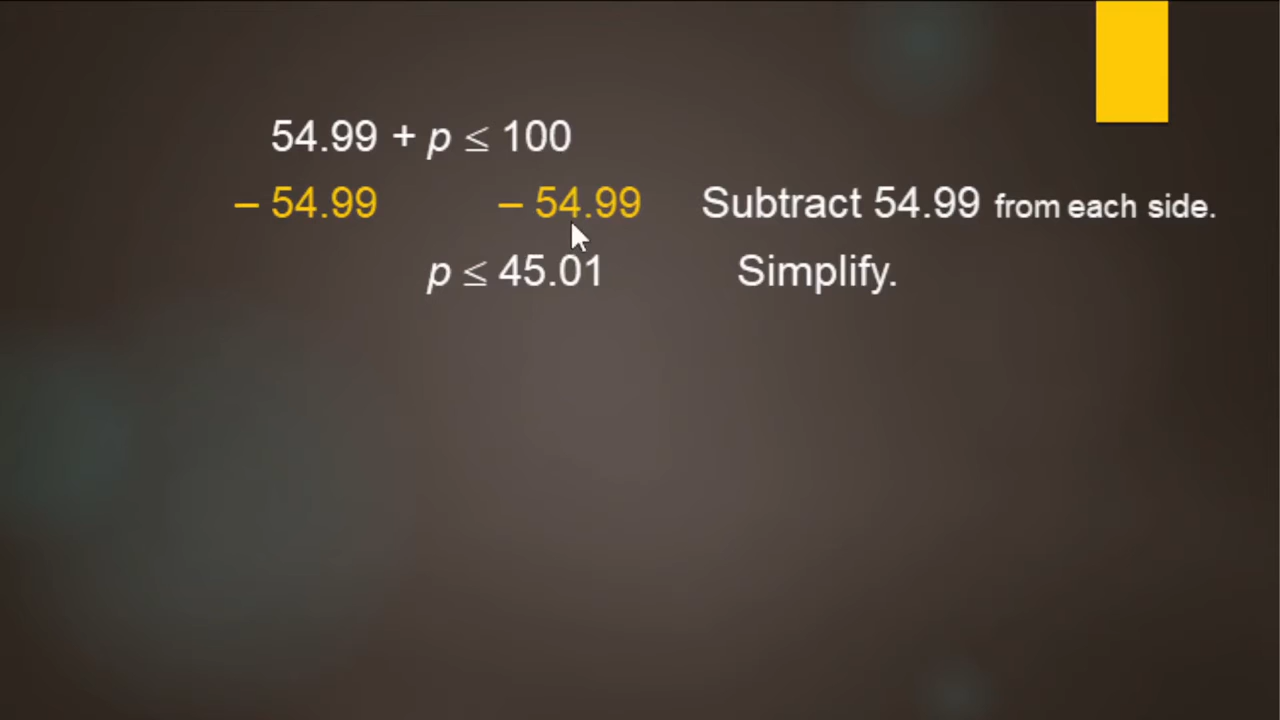 54.99 + p ≤ 100
– 54.99 – 54.99 Subtract 54.99 from each side.
p ≤ 45.01 Simplify.